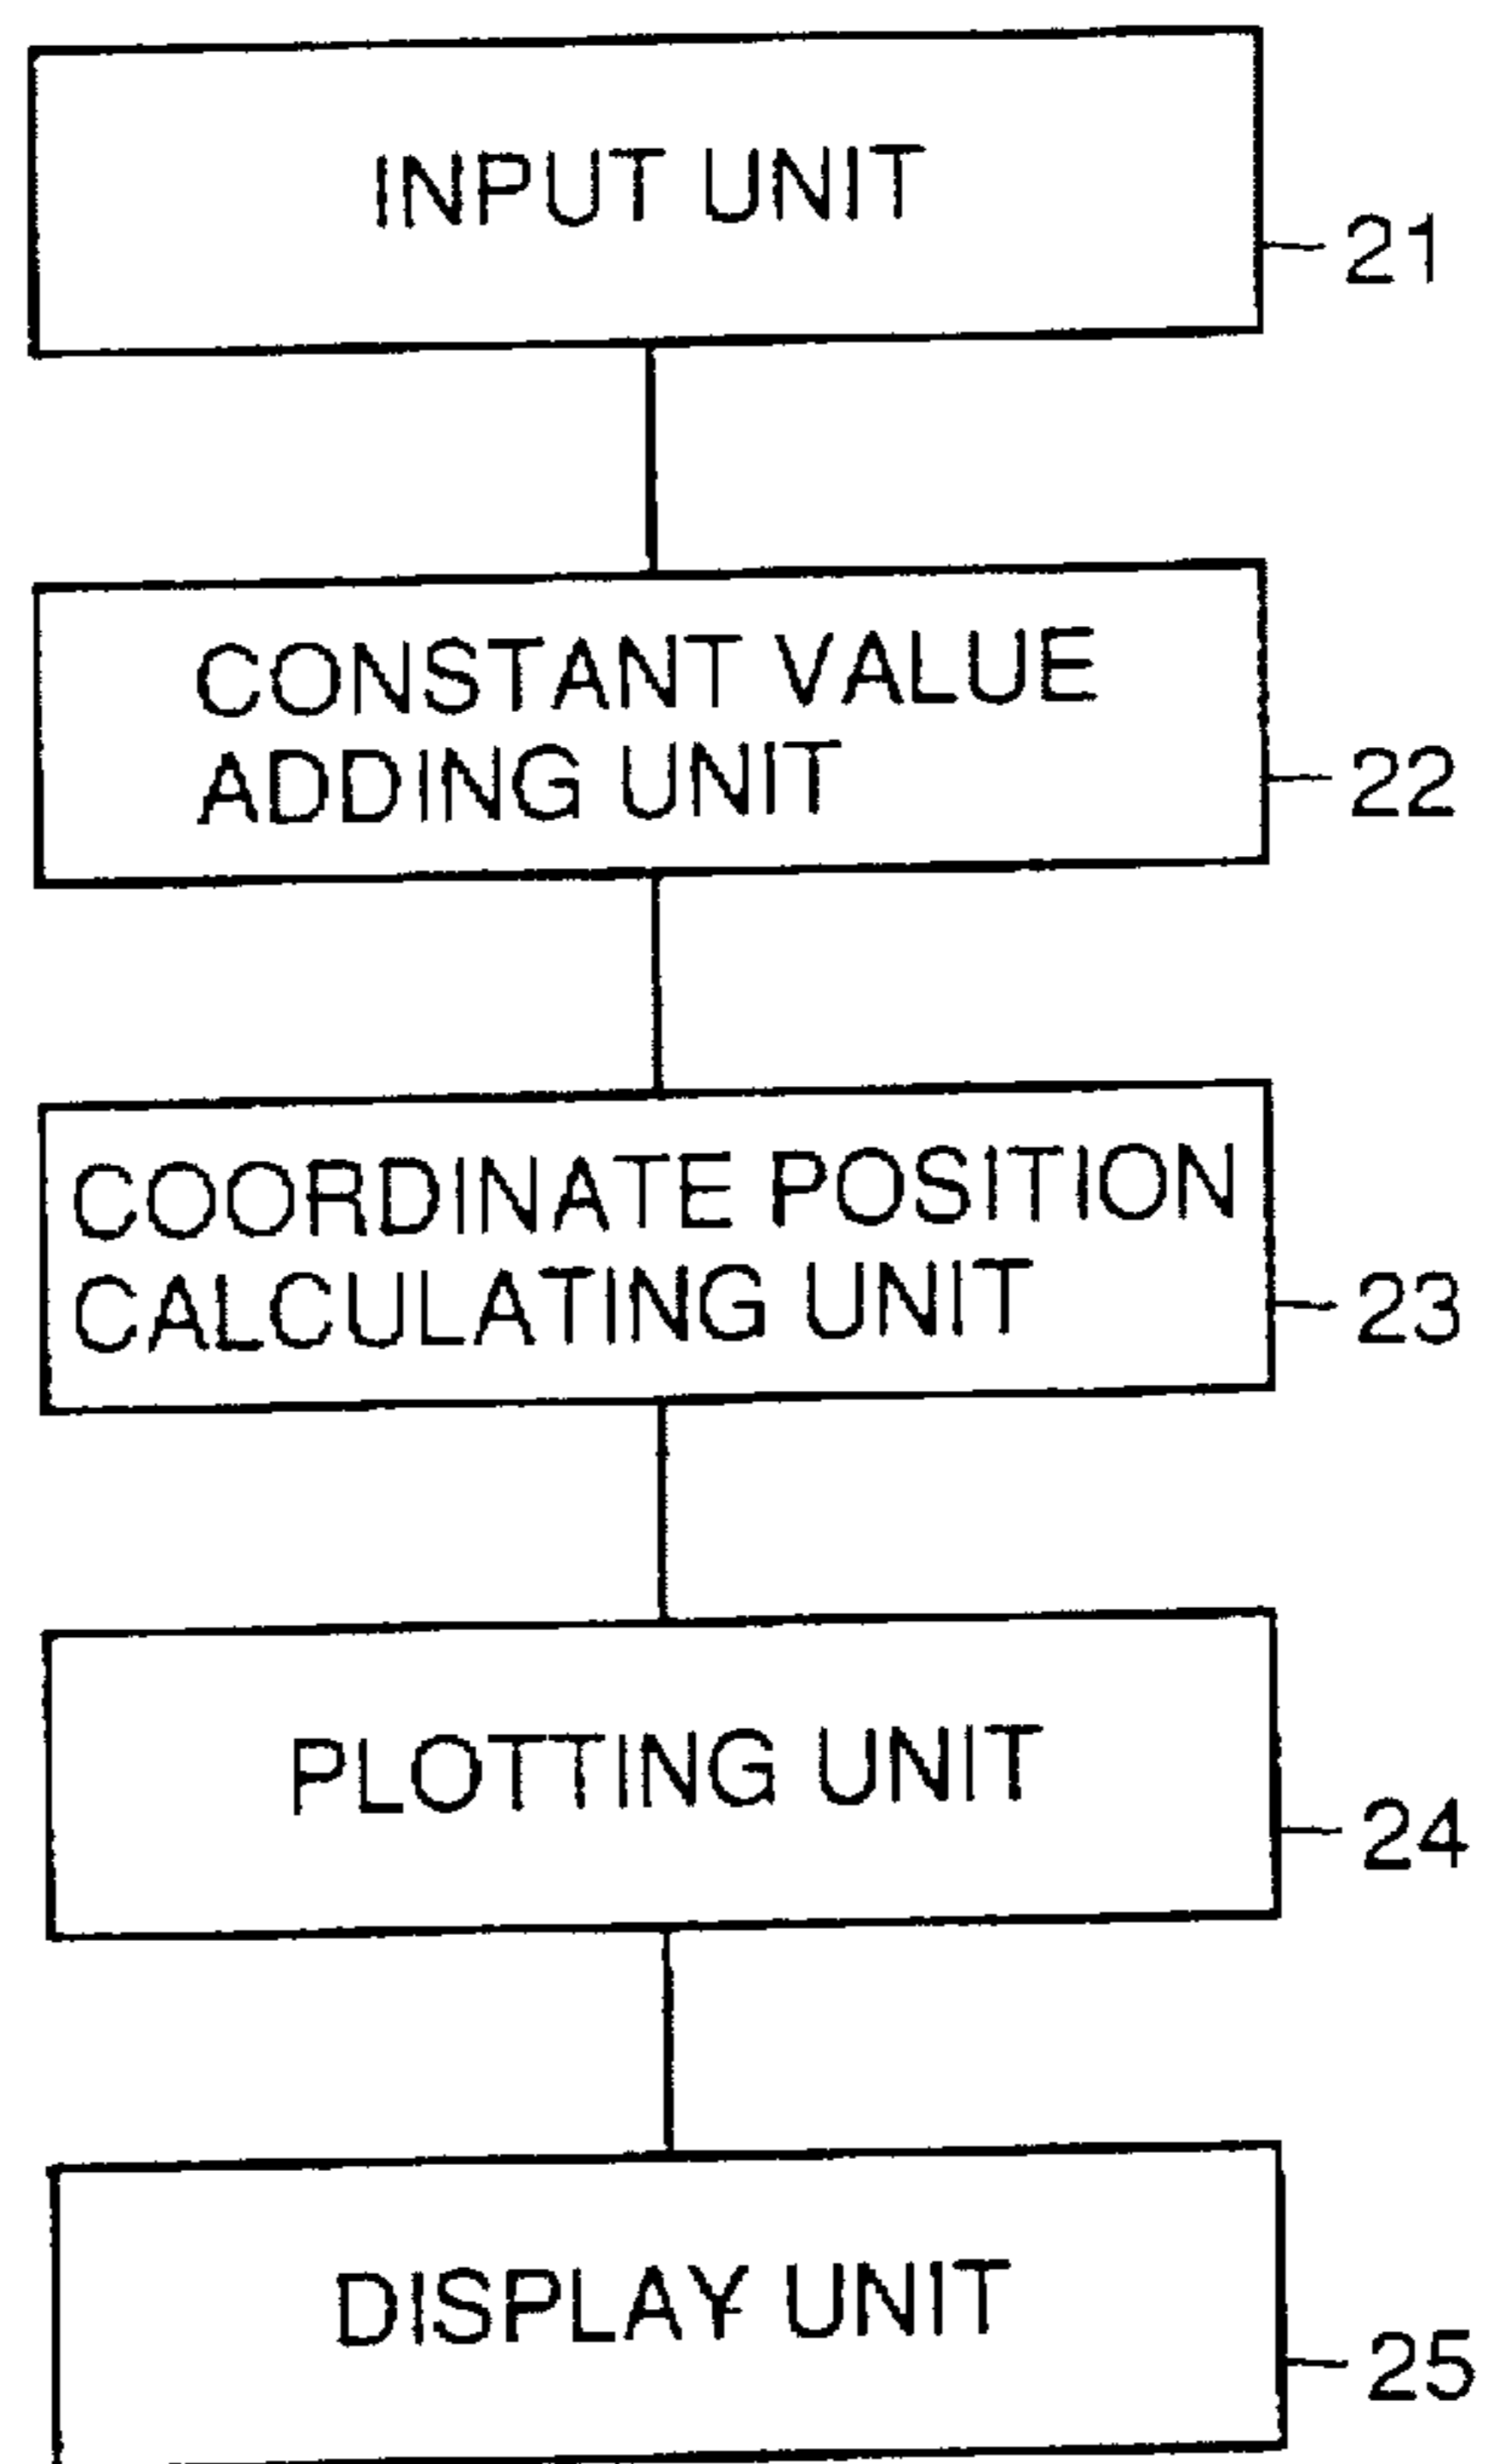 INPUT UNIT
21
CONSTANT VALUE
ADDING UNIT
22
COORDINATE POSITION
CALCULATING UNIT
23
PLOTTING UNIT
24
DISPLAY UNIT
25